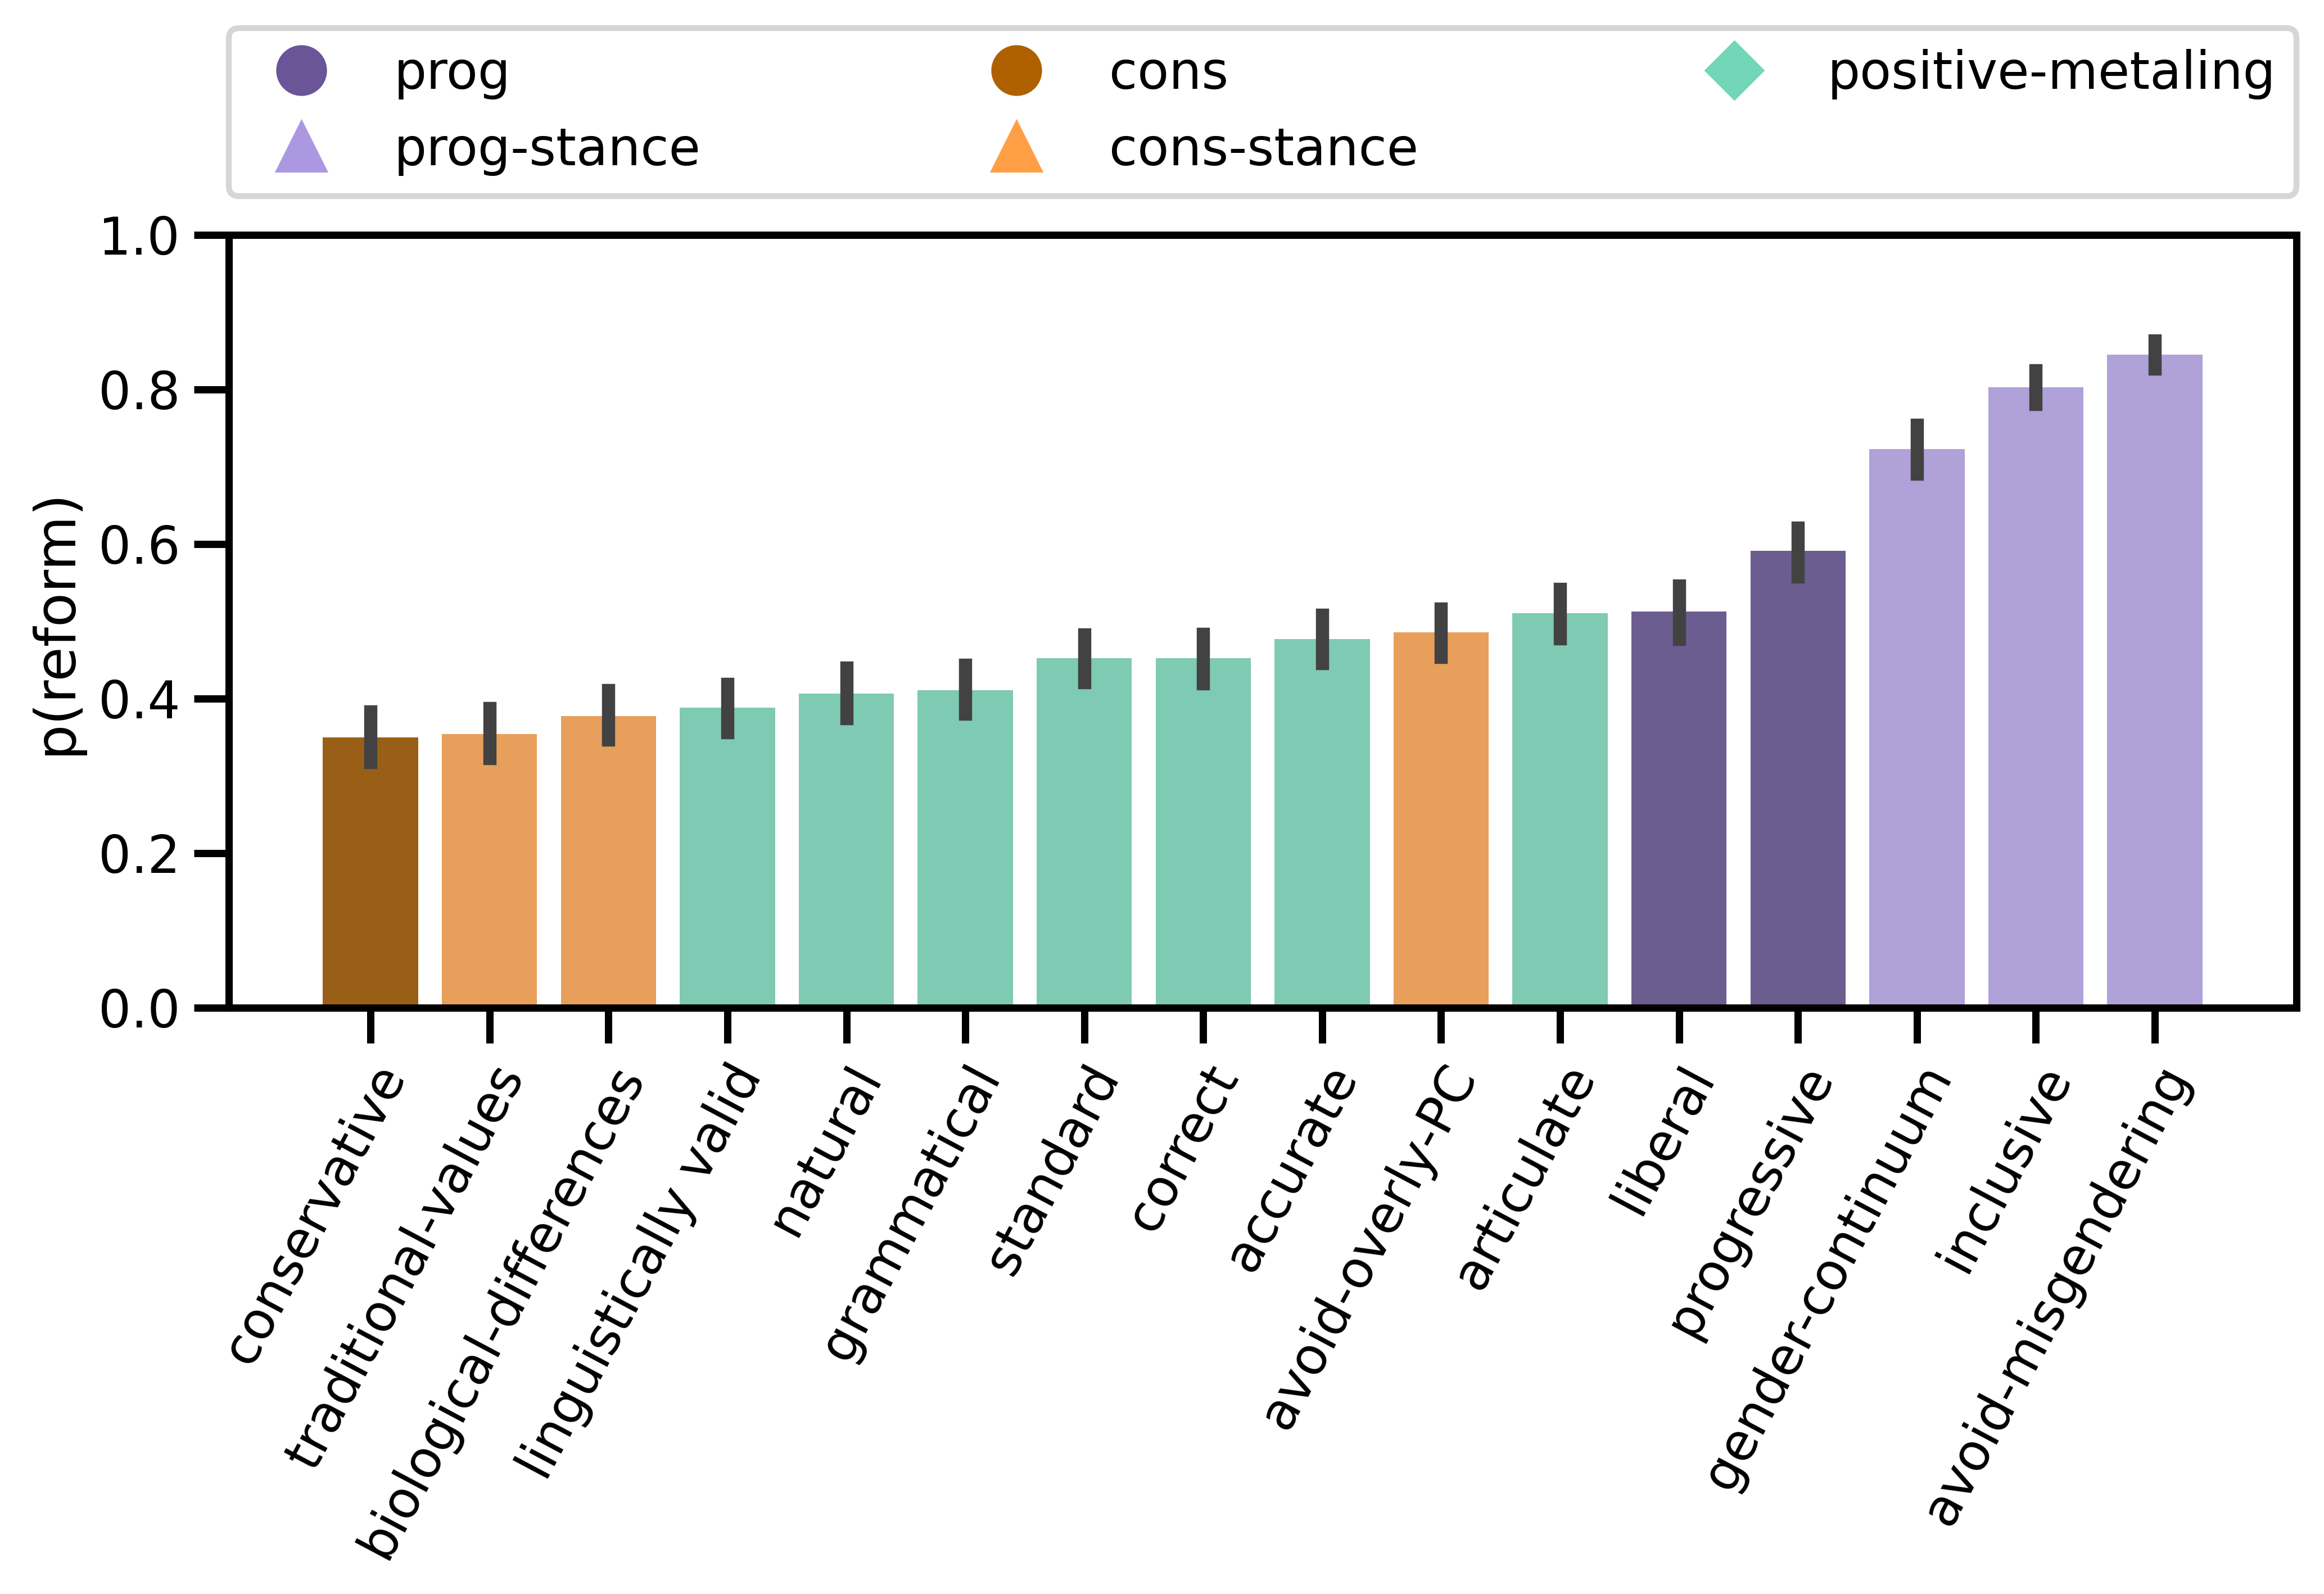 prog
cons
positive-metaling
prog-stance
cons-stance
1.0
0.8
0.6
0.4
0.2
0.0
p(reform)
conservative
traditional-values
biological-differences
linguistically valid
natural
grammatical
standard
correct
accurate
avoid-overly-PC
articulate
liberal
progressive
gender-continuum
inclusive
avoid-misgendering